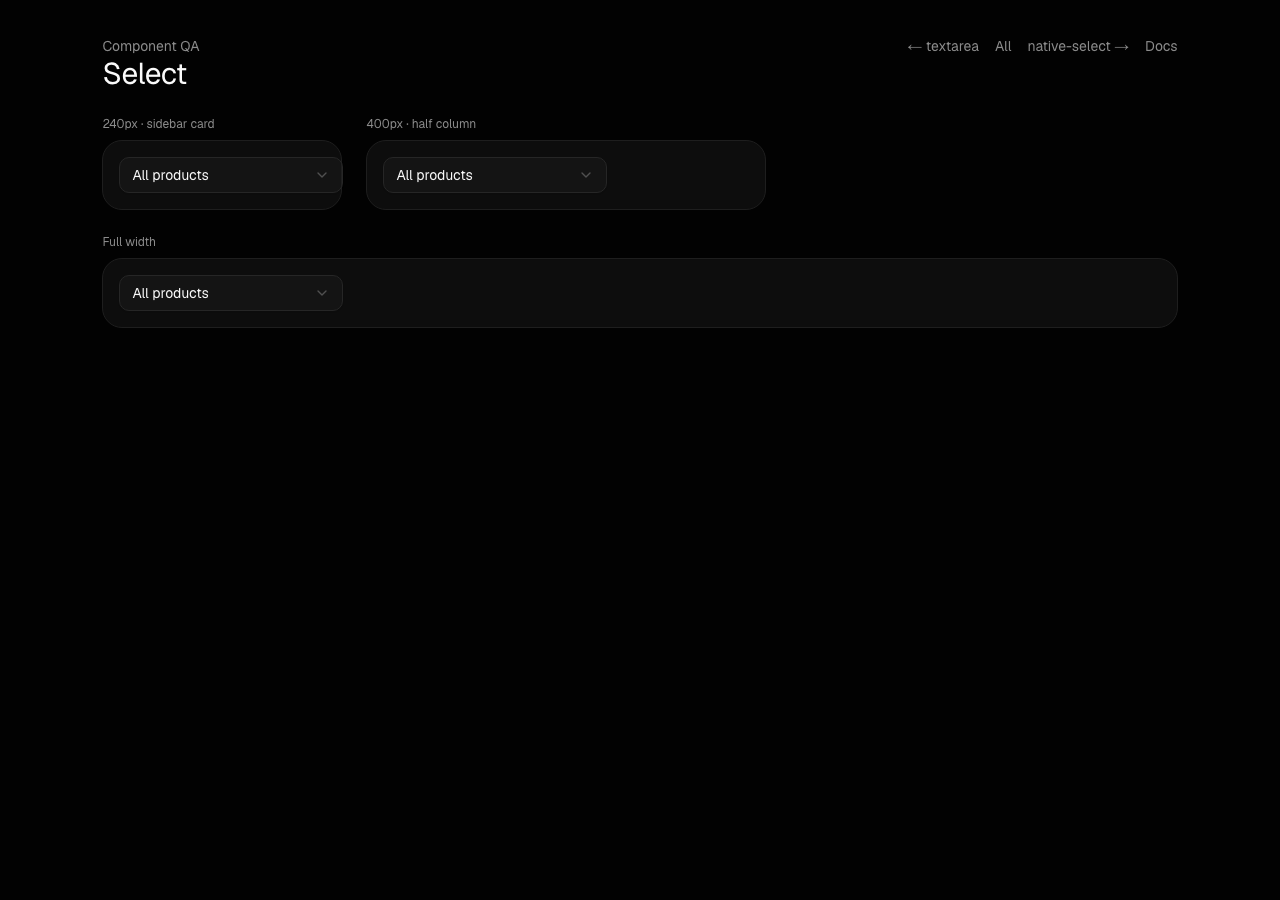 Component QA
← textarea All native-select → Docs
Select
240px · sidebar card
400px · half column
All products
All products
Full width
All products